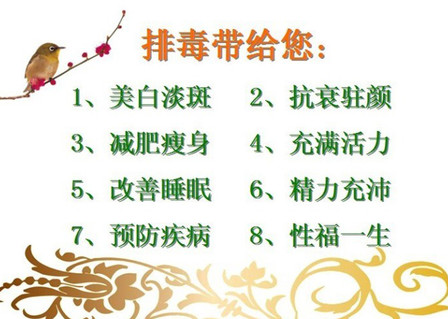 排毒带给您:
1、美白淡斑 2、抗衰驻颜
3、减肥瘦身 4、充满活力
5、改善睡眠 6、精力充沛
7、预防疾病 8、性福一生